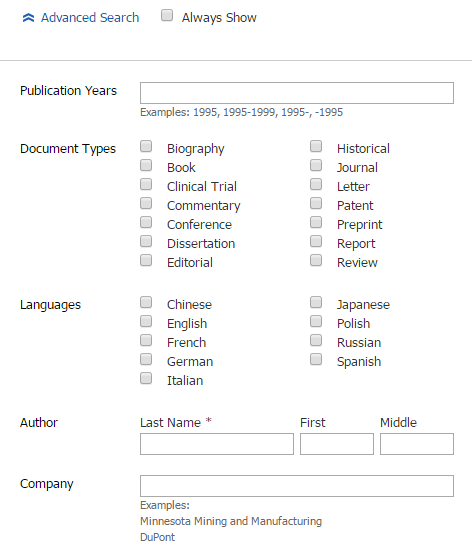 Advanced Search Always Show
Publication Years
Examples: 1995, 1995-1999, 1995-, -1995
Document Types Biography Historical
Book Journal
Clinical Trial Letter
Commentary Patent
Conference Preprint
Dissertation Report
Editorial Review
Languages Chinese Japanese
English Polish
French Russian
German Spanish
Italian
Author Last Name * First Middle
Company
Examples:
Minnesota Mining and Manufacturing
DuPont